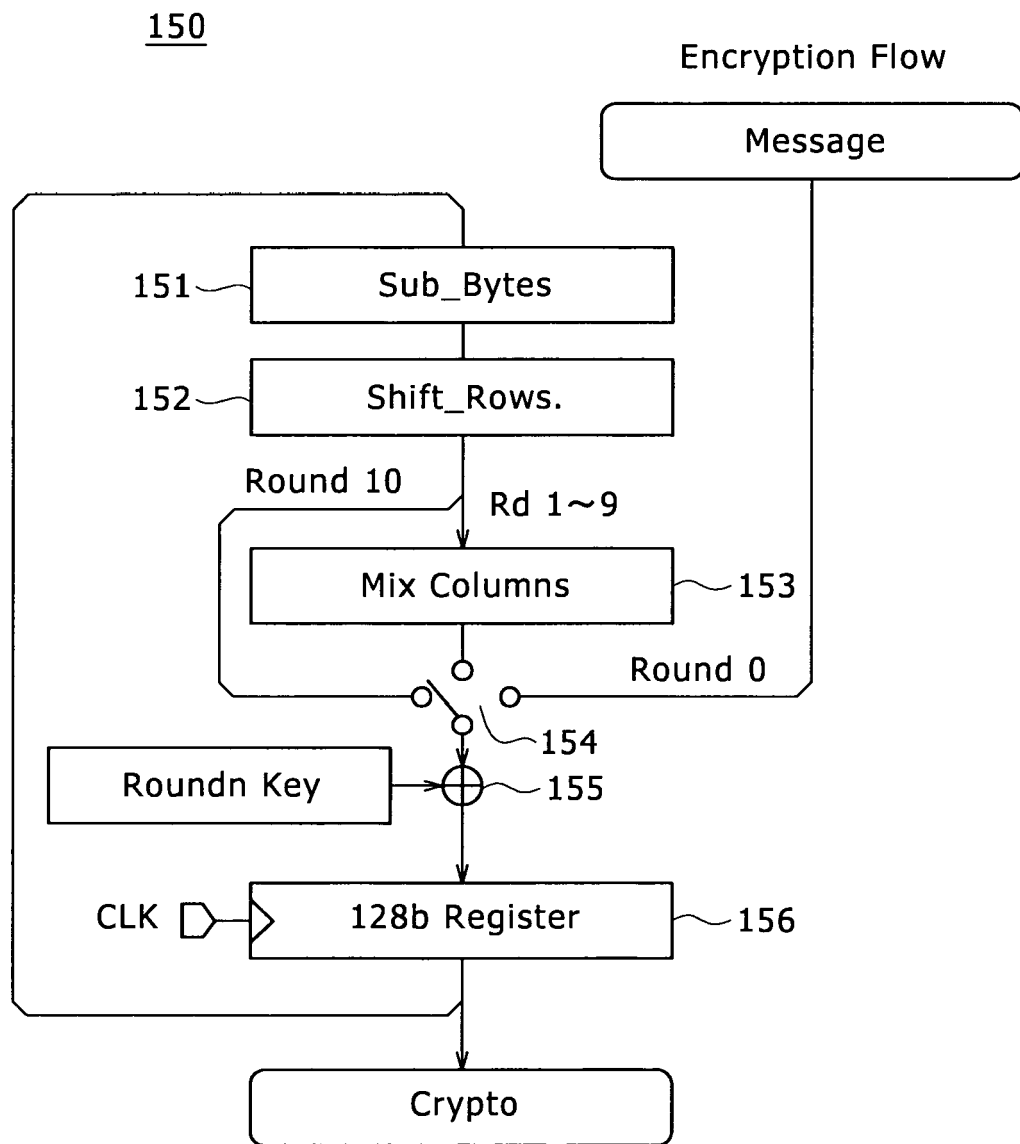 150
Encryption Flow
Message
151
Sub_Bytes
152
Shift_Rows.
Round 10
Rd 1～9
Mix Columns
153
Round 0
154
Roundn Key
155
CLK
128b Register
156
Crypto